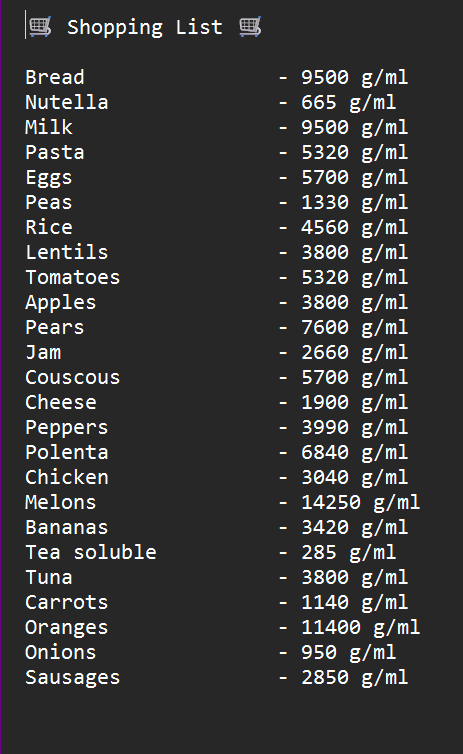 🛒 Shopping List 🛒
Bread - 9500 g/ml
Nutella - 665 g/ml
Milk - 9500 g/ml
Pasta - 5320 g/ml
Eggs - 5700 g/ml
Peas - 1330 g/ml
Rice - 4560 g/ml
Lentils - 3800 g/ml
Tomatoes - 5320 g/ml
Apples - 3800 g/ml
Pears - 7600 g/ml
Jam - 2660 g/ml
Couscous - 5700 g/ml
Cheese - 1900 g/ml
Peppers - 3990 g/ml
Polenta - 6840 g/ml
Chicken - 3040 g/ml
Melons - 14250 g/ml
Bananas - 3420 g/ml
Tea soluble - 285 g/ml
Tuna - 3800 g/ml
Carrots - 1140 g/ml
Oranges - 11400 g/ml
Onions - 950 g/ml
Sausages - 2850 g/ml